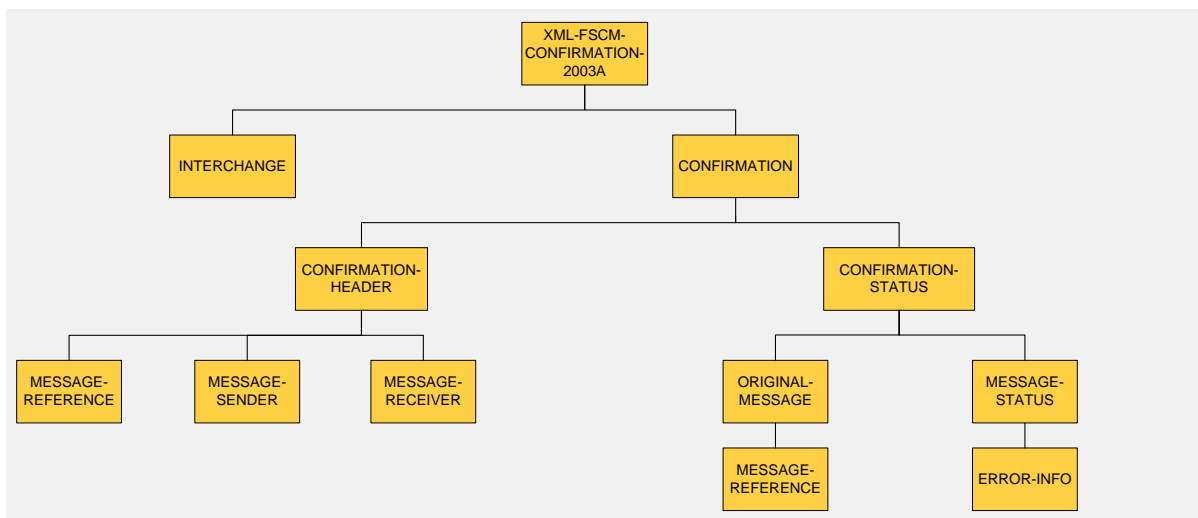 XML-FSCM-
CONFIRMATION-
2003A
INTERCHANGE
CONFIRMATION
CONFIRMATION-
HEADER
CONFIRMATION-
STATUS
MESSAGE-
REFERENCE
MESSAGE-
SENDER
MESSAGE-
RECEIVER
ORIGINAL-
MESSAGE
MESSAGE-
STATUS
MESSAGE-
REFERENCE
ERROR-INFO